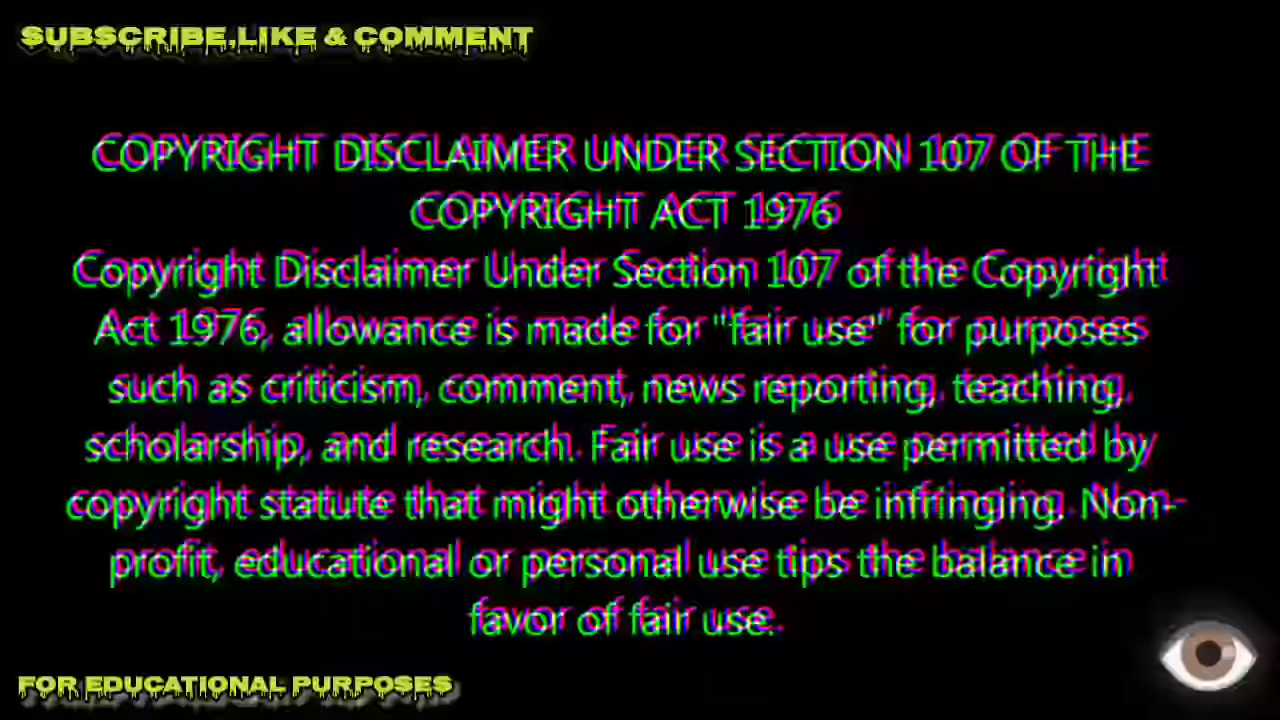 SUBSCRIBE,LIKE & COMMENT
COPYRIGHT DISCLAIMER UNDER SECTION 107 OF THE
COPYRIGHT ACT 1976
Copyright Disclaimer Under Section 107 of the Copyright
Act 1976, allowance is made for "fair use" for purposes
such as criticism, comment, news reporting, teaching,
scholarship, and research. Fair use is a use permitted by
copyright statute that might otherwise be infringing. Non-
profit, educational or personal use tips the balance in
favor of fair use.
FOR EDUCATIONAL PURPOSES